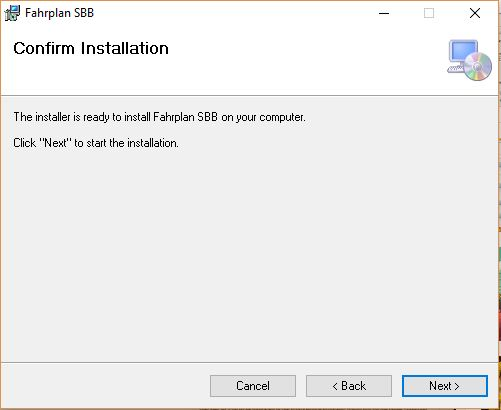 Fahrplan SBB
Confirm Installation
The installer is ready to install Fahrplan SBB on your computer.
Click "Next" to start the installation.
Cancel
< Back
Next >